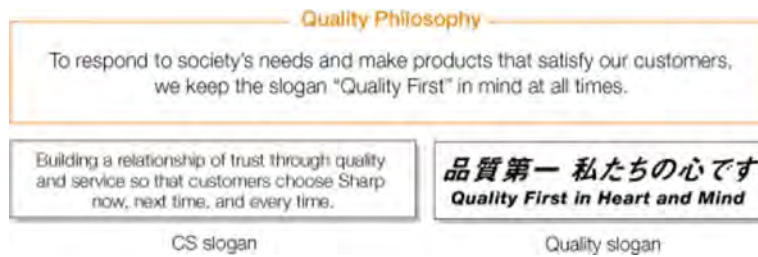 Quality Philosophy
To respond to society's needs and make products that satisfy our customers,
we keep the slogan "Quality First" in mind at all times.
Building a relationship of trust through quality
and service so that customers choose Sharp
now, next time, and every time.
CS slogan
品質第一 私たちの心です
Quality First in Heart and Mind
Quality slogan